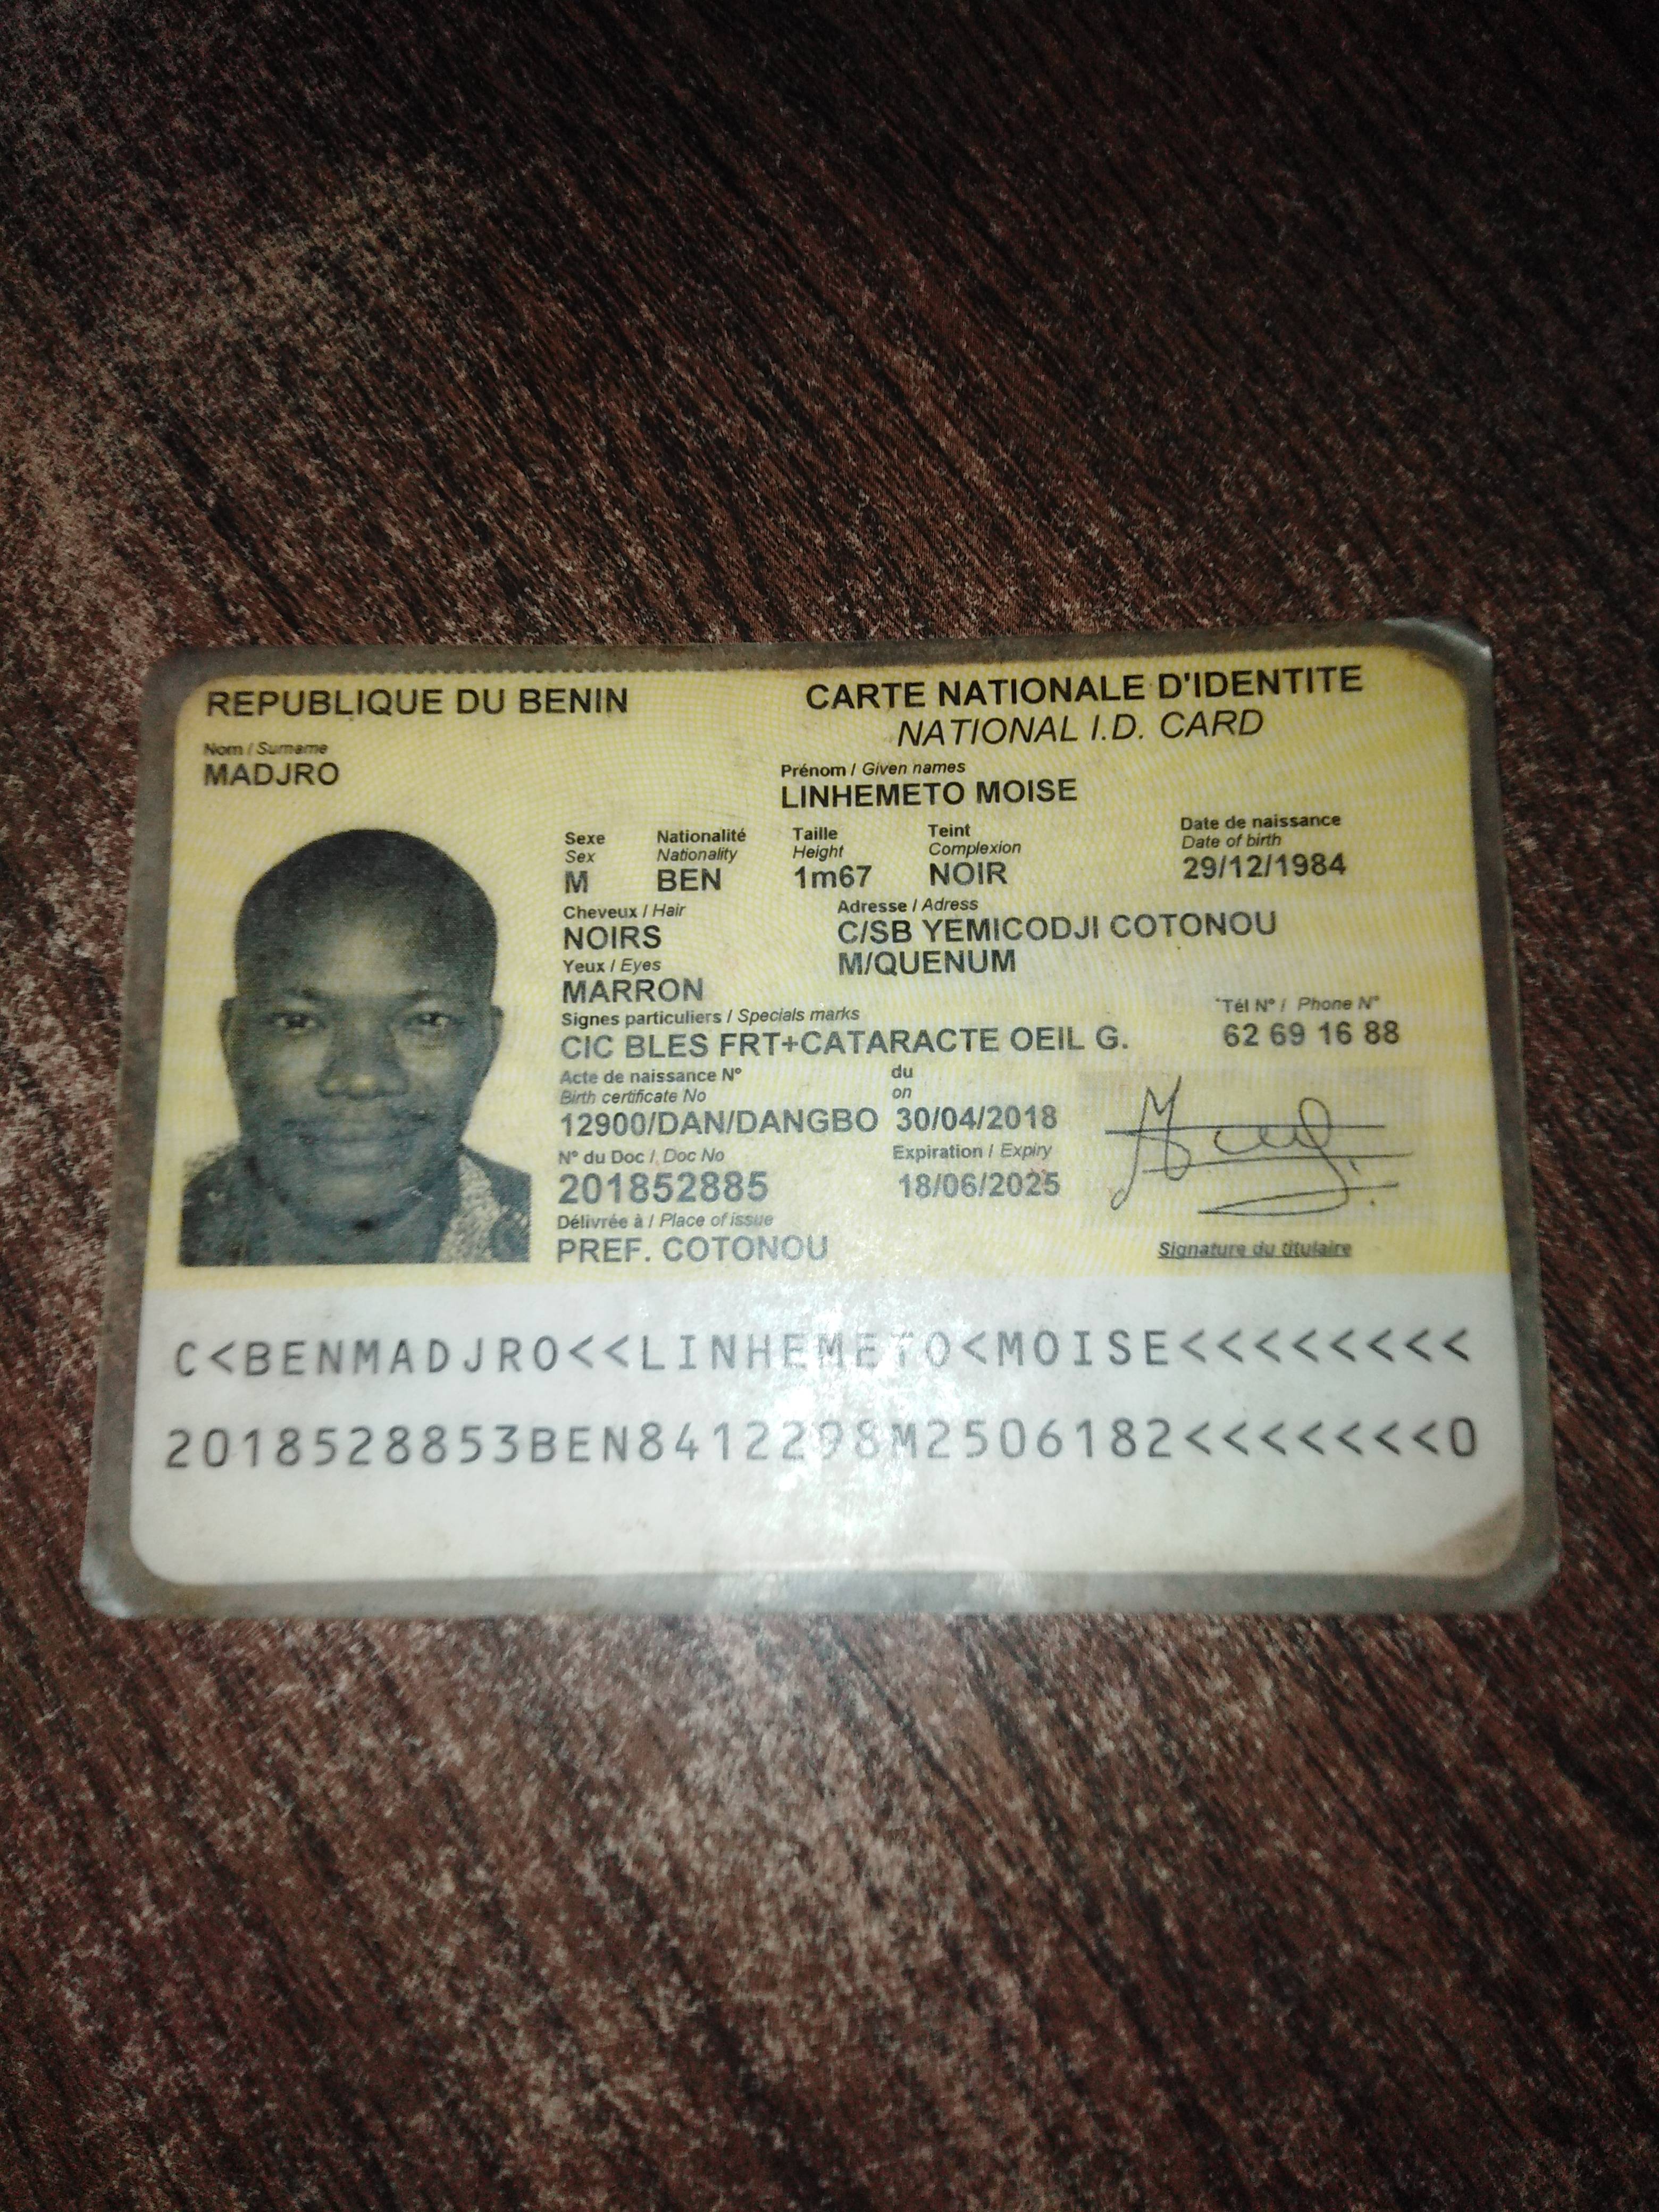 REPUBLIQUE DU BENIN
CARTE NATIONALE D'IDENTITE
NATIONAL I.D. CARD
Nom / Surname
MADJRO
Prénom / Given names
LINHEMETO MOISE
Sexe Nationalité Taille Teint Date de naissance
Sex Nationality Height Complexion Date of birth
M BEN 1m67 NOIR 29/12/1984
Cheveux / Hair Adresse / Adress
NOIRS C/SB YEMICODJI COTONOU
Yeux / Eyes M/QUENUM
MARRON
Signes particuliers / Specials marks Tél N° / Phone N°
CIC BLES FRT+CATARACTE OEIL G. 62 69 16 88
Acte de naissance N° du
Birth certificate No on
12900/DAN/DANGBO 30/04/2018
N° du Doc / Doc No Expiration / Expiry
201852885 18/06/2025
Délivrée à / Place of issue
PREF. COTONOU Signature du titulaire
C<BENMADJRO<<LINHEMETO<MOISE<<<<<<<<
2018528853BEN8412298M2506182<<<<<<<0